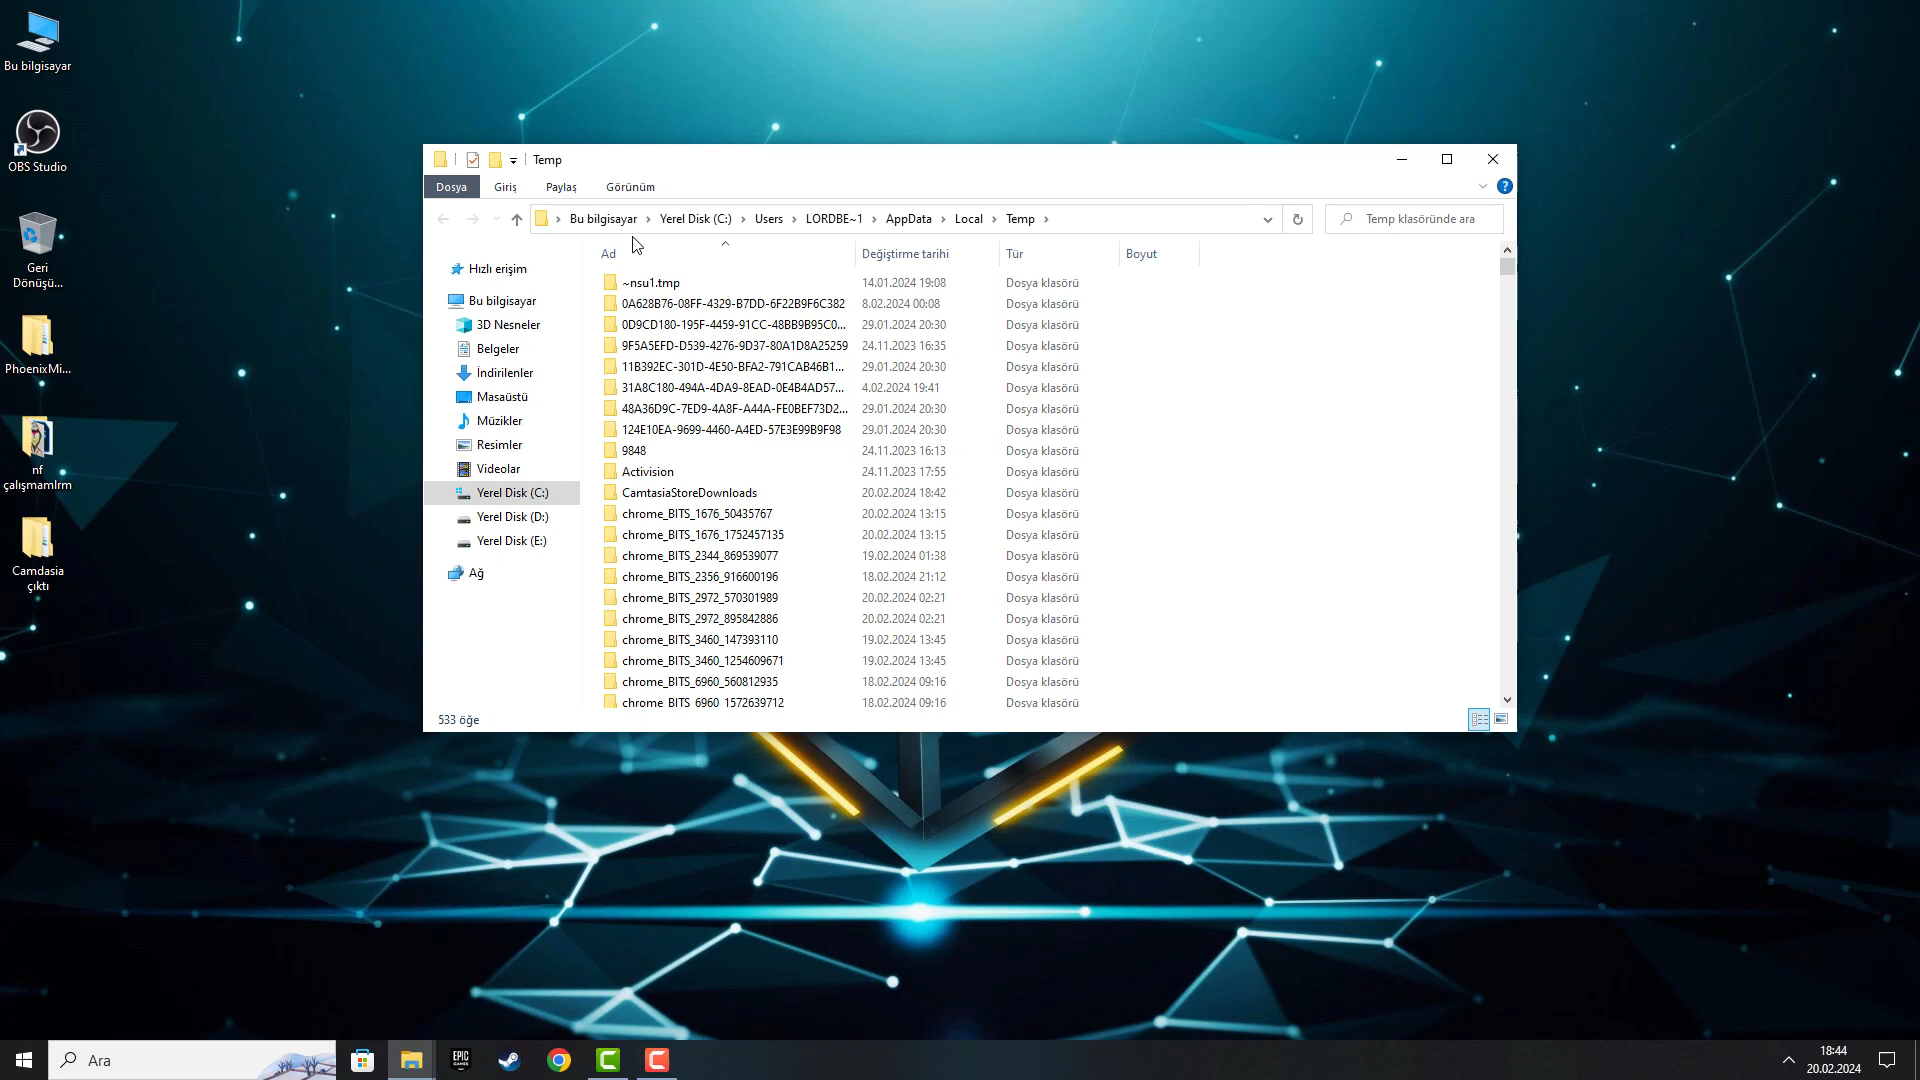 Bu bilgisayar
OBS Studio
Geri
Dönüşü...
PhoenixMi...
nf
çalışmamlrm
Camdasia
çıktı
Temp
Dosya
Giriş
Paylaş
Görünüm
Bu bilgisayar
Yerel Disk (C:)
Users
LORDBE~1
AppData
Local
Temp
Temp klasöründe ara
Hızlı erişim
Bu bilgisayar
3D Nesneler
Belgeler
İndirilenler
Masaüstü
Müzikler
Resimler
Videolar
Yerel Disk (C:)
Yerel Disk (D:)
Yerel Disk (E:)
Ağ
Ad Değiştirme tarihi Tür Boyut
~nsu1.tmp 14.01.2024 19:08 Dosya klasörü
0A628B76-08FF-4329-B7DD-6F22B9F6C382 8.02.2024 00:08 Dosya klasörü
0D9CD180-195F-4459-91CC-48BB9B95C0... 29.01.2024 20:30 Dosya klasörü
9F5A5EFD-D539-4276-9D37-80A1D8A25259 24.11.2023 16:35 Dosya klasörü
11B392EC-301D-4E50-BFA2-791CAB46B1... 29.01.2024 20:30 Dosya klasörü
31A8C180-494A-4DA9-8EAD-0E4B4AD57... 4.02.2024 19:41 Dosya klasörü
48A36D9C-7ED9-4A8F-A44A-FE0BEF73D2... 29.01.2024 20:30 Dosya klasörü
124E10EA-9699-4460-A4ED-57E3E99B9F98 29.01.2024 20:30 Dosya klasörü
9848 24.11.2023 16:13 Dosya klasörü
Activision 24.11.2023 17:55 Dosya klasörü
CamtasiaStoreDownloads 20.02.2024 18:42 Dosya klasörü
chrome_BITS_1676_50435767 20.02.2024 13:15 Dosya klasörü
chrome_BITS_1676_1752457135 20.02.2024 13:15 Dosya klasörü
chrome_BITS_2344_869539077 19.02.2024 01:38 Dosya klasörü
chrome_BITS_2356_916600196 18.02.2024 21:12 Dosya klasörü
chrome_BITS_2972_570301989 20.02.2024 02:21 Dosya klasörü
chrome_BITS_2972_895842886 20.02.2024 02:21 Dosya klasörü
chrome_BITS_3460_147393110 19.02.2024 13:45 Dosya klasörü
chrome_BITS_3460_1254609671 19.02.2024 13:45 Dosya klasörü
chrome_BITS_6960_560812935 18.02.2024 09:16 Dosya klasörü
chrome_BITS_6960_1572639712 18.02.2024 09:16 Dosya klasörü
533 öğe
Ara
EPIC
GAMES
18:44
20.02.2024